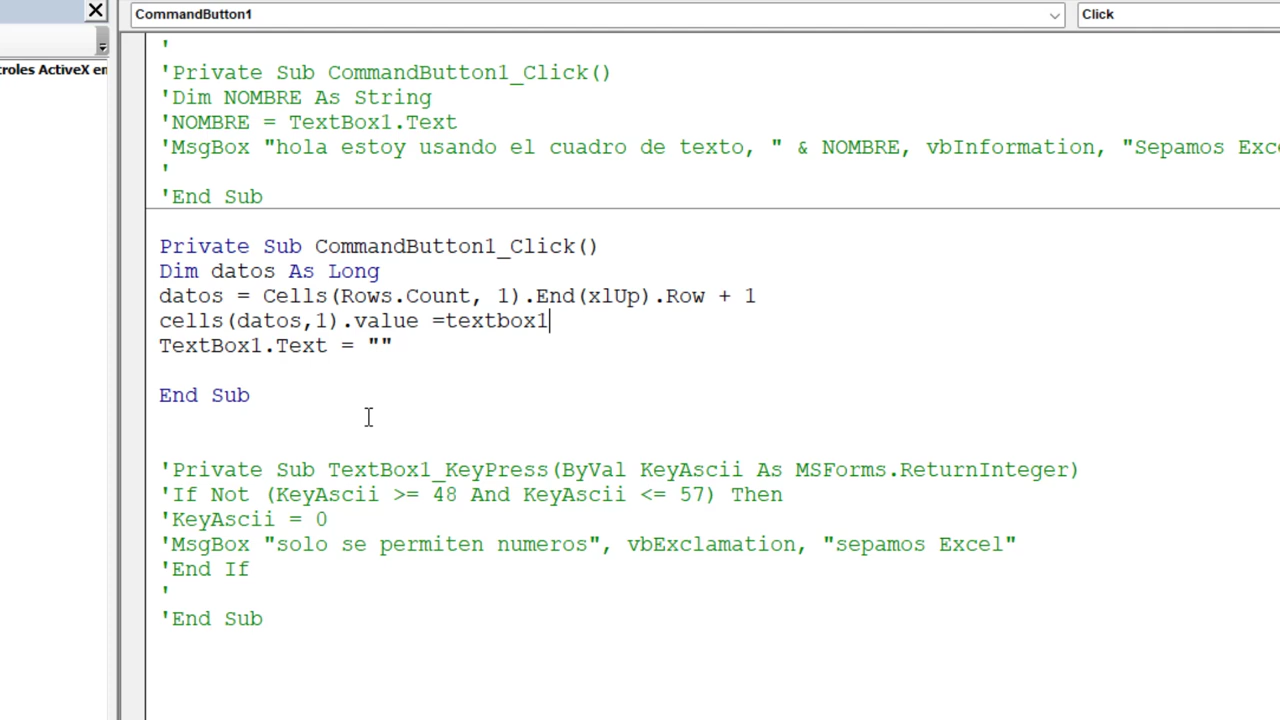 CommandButton1
Click
troles ActiveX en
'
'Private Sub CommandButton1_Click()
'Dim NOMBRE As String
'NOMBRE = TextBox1.Text
'MsgBox "hola estoy usando el cuadro de texto, " & NOMBRE, vbInformation, "Sepamos Exce
'
'End Sub
Private Sub CommandButton1_Click()
Dim datos As Long
datos = Cells(Rows.Count, 1).End(xlUp).Row + 1
cells(datos,1).value =textbox1
TextBox1.Text = ""
End Sub
'Private Sub TextBox1_KeyPress(ByVal KeyAscii As MSForms.ReturnInteger)
'If Not (KeyAscii >= 48 And KeyAscii <= 57) Then
'KeyAscii = 0
'MsgBox "solo se permiten numeros", vbExclamation, "sepamos Excel"
'End If
'
'End Sub